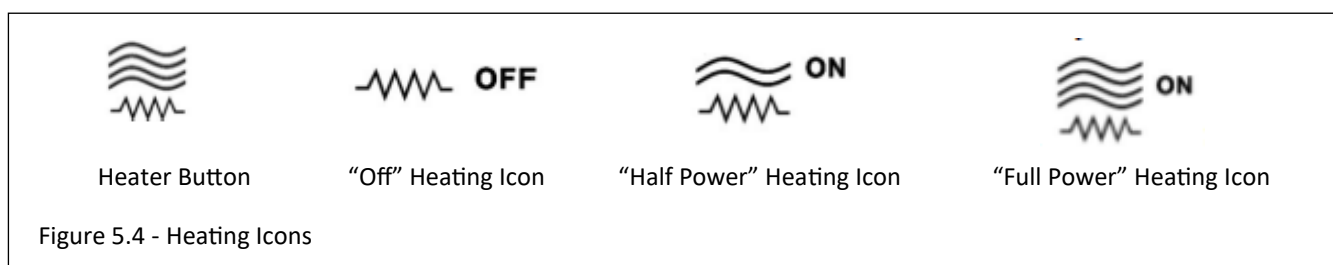 OFF
ON
ON
Heater Button
“Off” Heating Icon
“Half Power” Heating Icon
“Full Power” Heating Icon
Figure 5.4 - Heating Icons